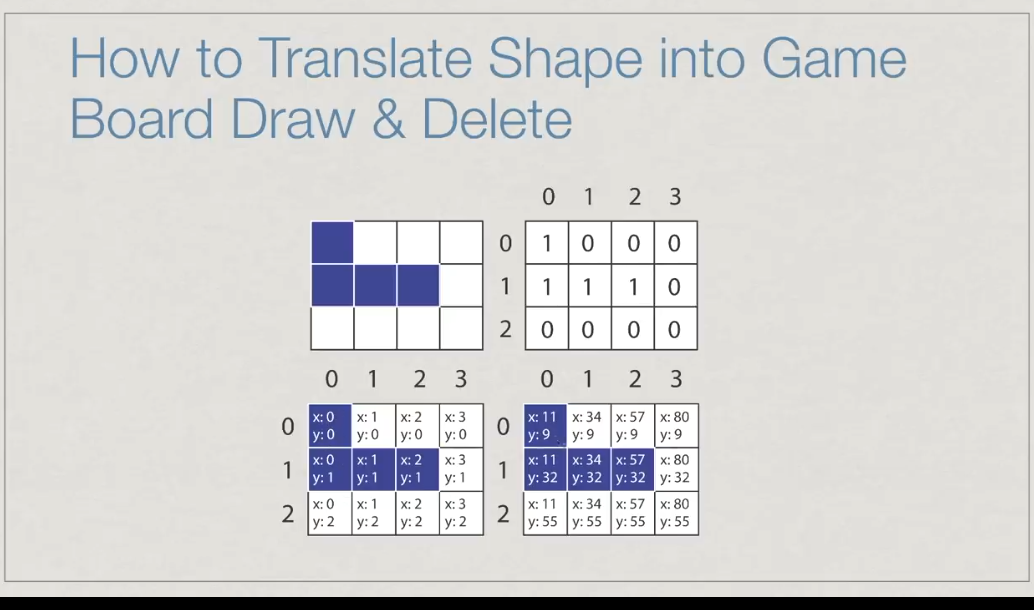 How to Translate Shape into Game
Board Draw & Delete
0 1 2 3
0 1 0 0 0
1 1 1 1 0
2 0 0 0 0
0 1 2 3
0
x: 0 x: 1 x: 2 x: 3
y: 0 y: 0 y: 0 y: 0
1
x: 0 x: 1 x: 2 x: 3
y: 1 y: 1 y: 1 y: 1
2
x: 0 x: 1 x: 2 x: 3
y: 2 y: 2 y: 2 y: 2
0 1 2 3
0
x: 11 x: 34 x: 57 x: 80
y: 9 y: 9 y: 9 y: 9
1
x: 11 x: 34 x: 57 x: 80
y: 32 y: 32 y: 32 y: 32
2
x: 11 x: 34 x: 57 x: 80
y: 55 y: 55 y: 55 y: 55